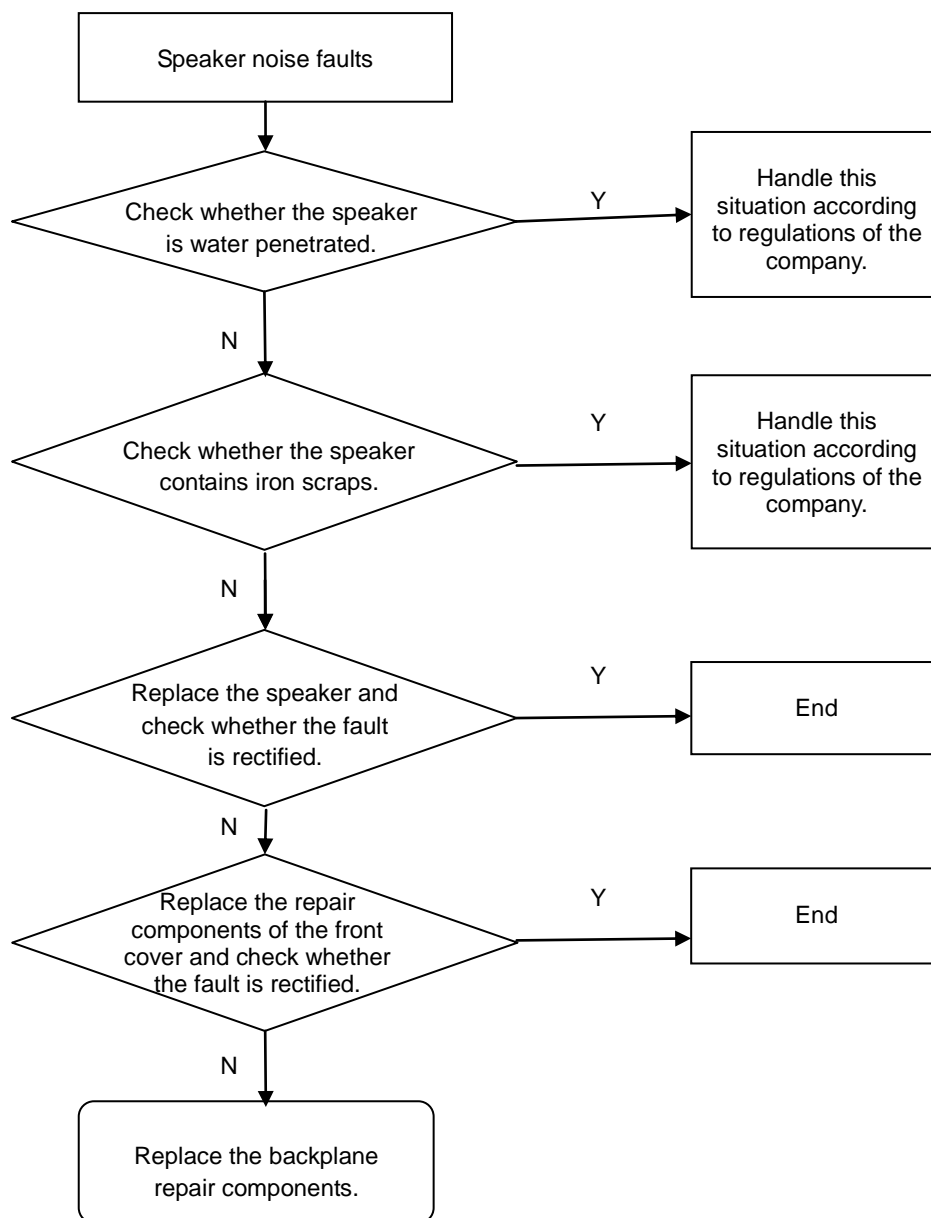 Speaker noise faults
Check whether the speaker
is water penetrated.
Y
Handle this
situation according
to regulations of the
company.
N
Check whether the speaker
contains iron scraps.
Y
Handle this
situation according
to regulations of the
company.
N
Replace the speaker and
check whether the fault
is rectified.
Y
End
N
Replace the repair
components of the front
cover and check whether
the fault is rectified.
Y
End
N
Replace the backplane
repair components.